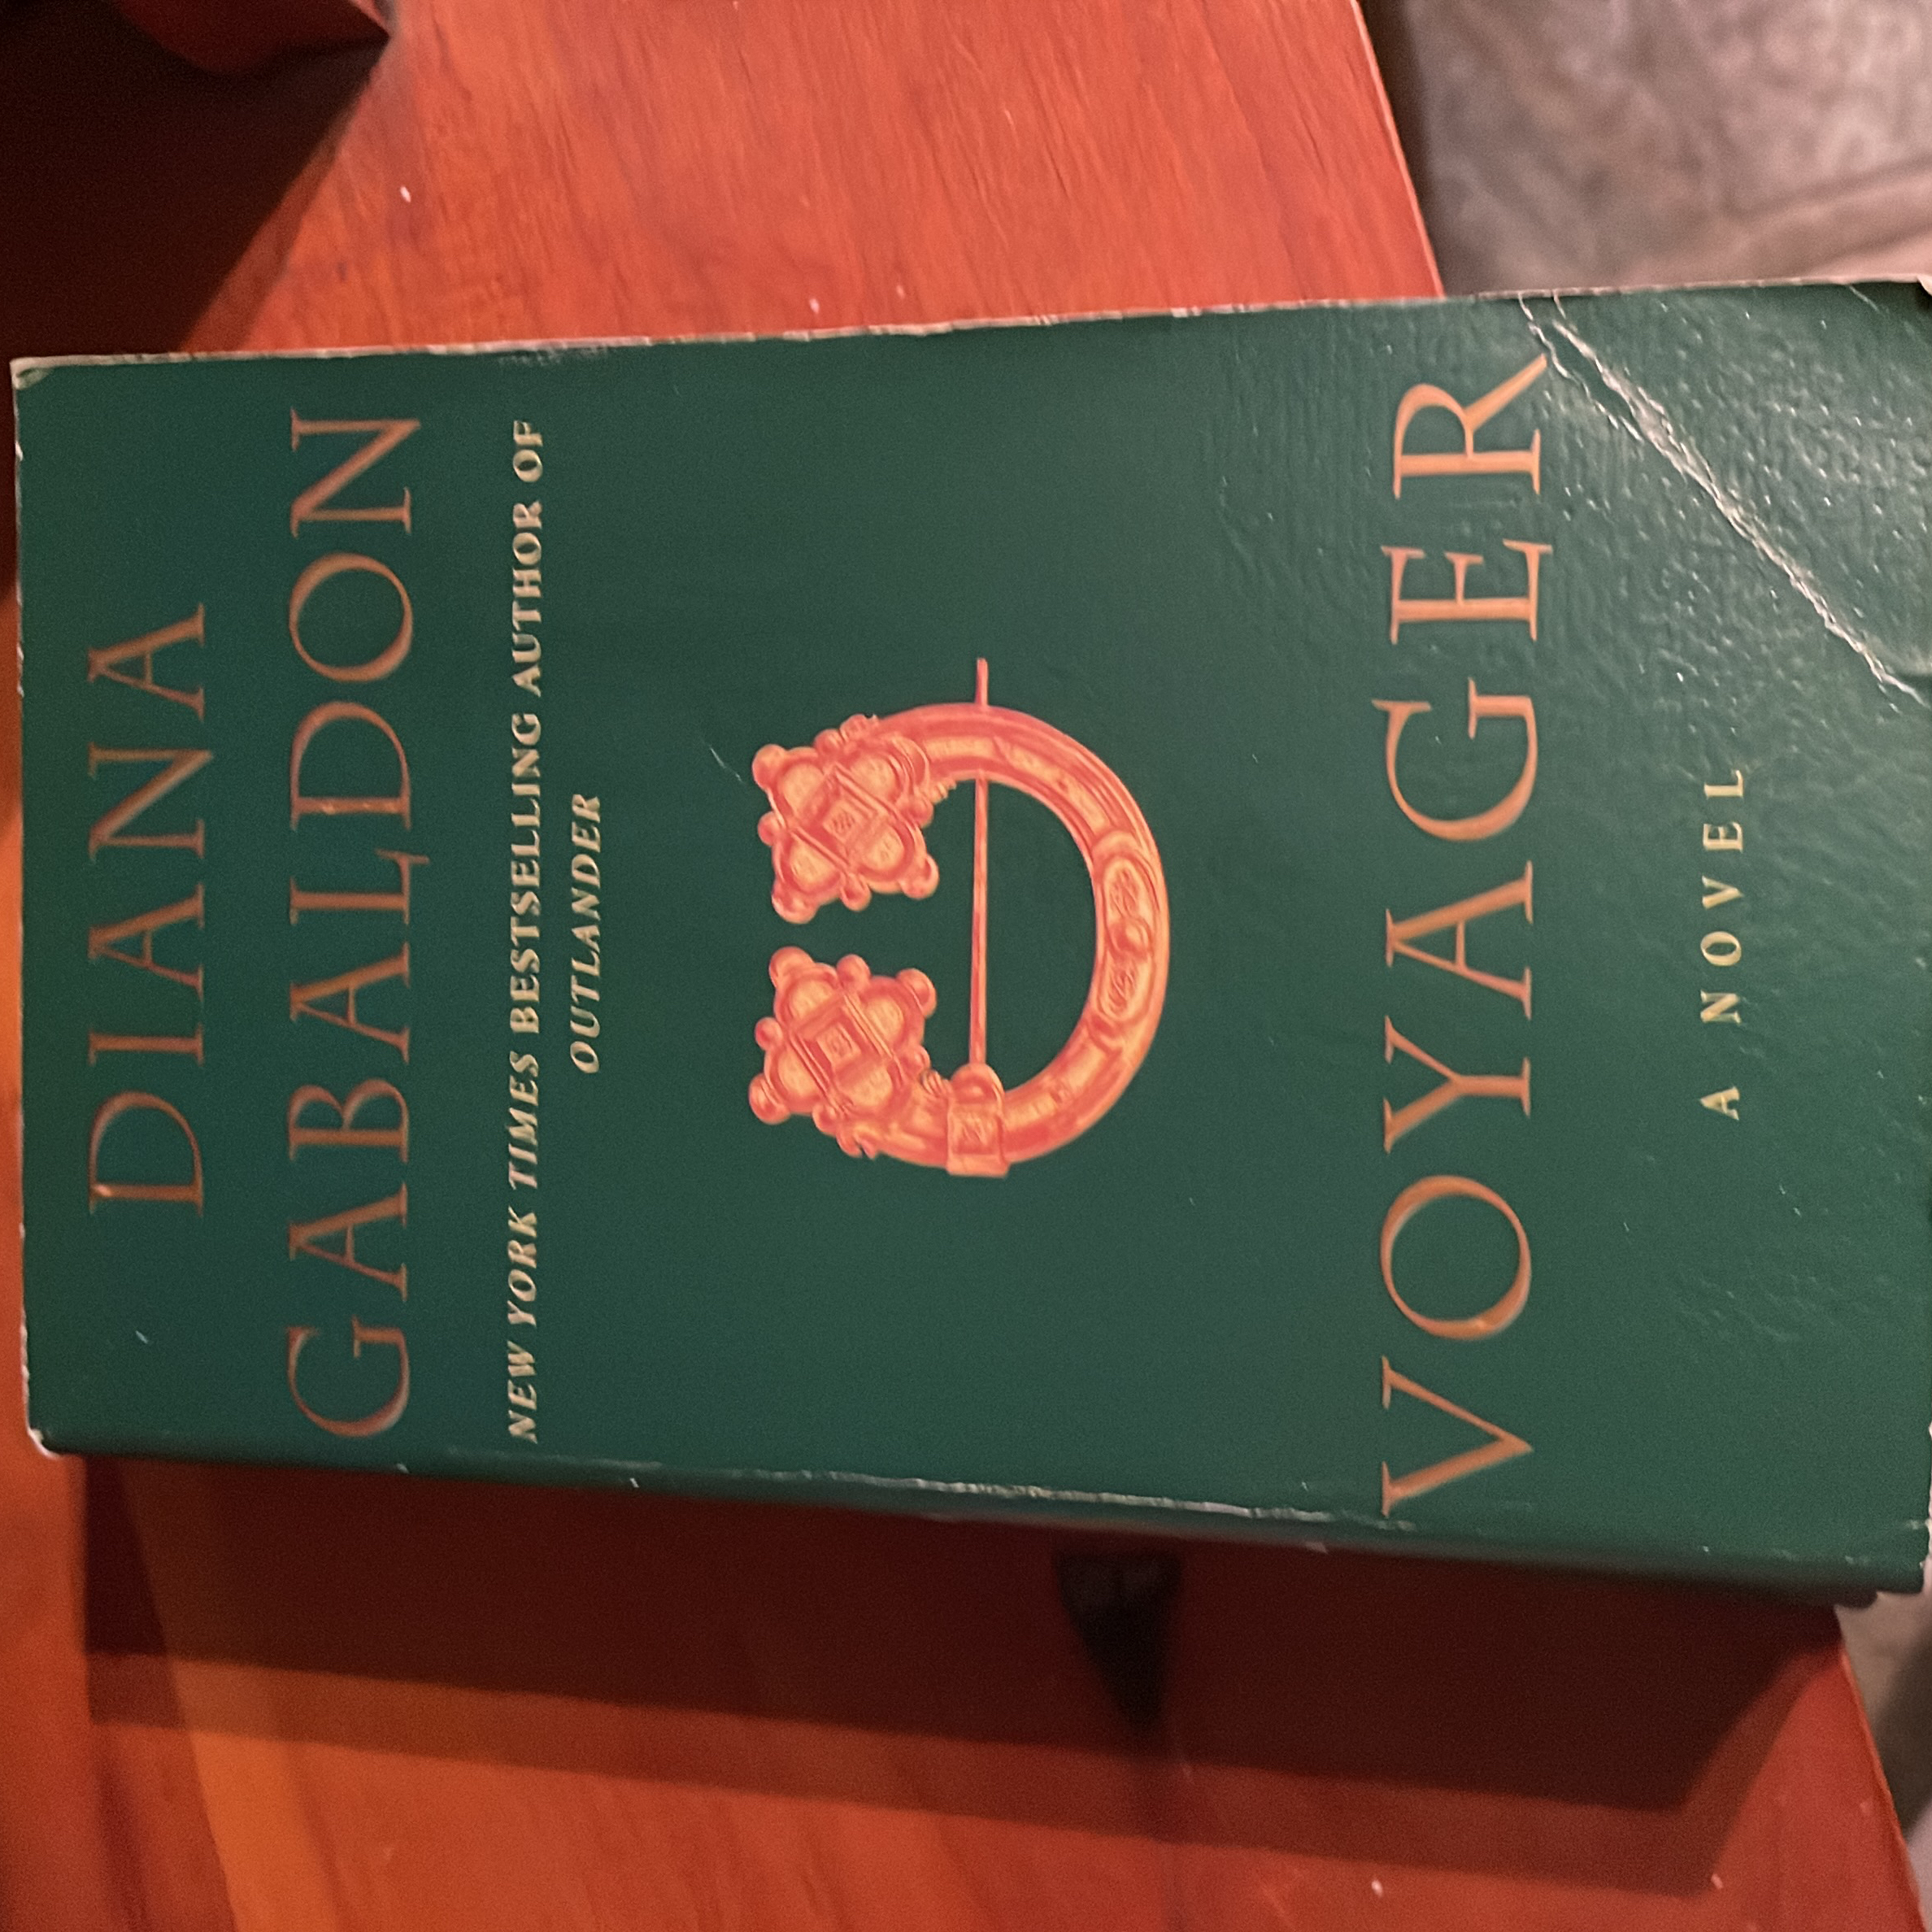 DIANA
GABALDON
NEW YORK TIMES BESTSELLING AUTHOR OF
OUTLANDER
VOYAGER
A NOVEL